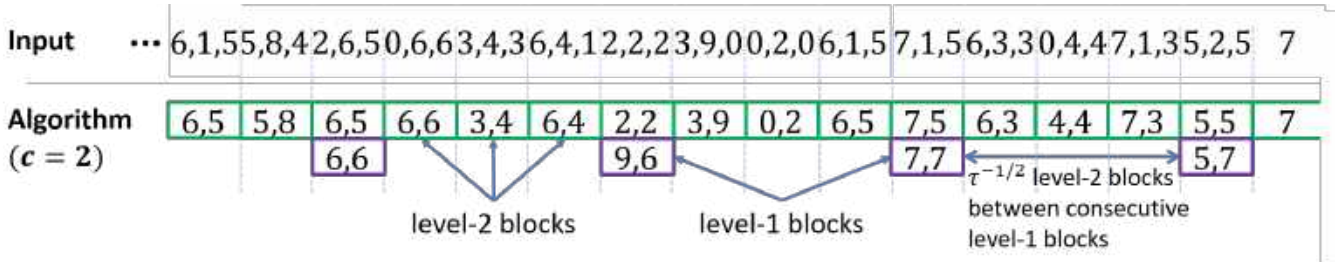 Input ··· 6,1,5 5,8,4 2,6,5 0,6,6 3,4,3 6,4,1 2,2,2 3,9,0 0,2,0 6,1,5 7,1,5 6,3,3 0,4,4 7,1,3 5,2,5 7
Algorithm 6,5 5,8 6,5 6,6 3,4 6,4 2,2 3,9 0,2 6,5 7,5 6,3 4,4 7,3 5,5 7
(c = 2) 6,6 9,6 7,7 5,7
τ^{-1/2} level-2 blocks
level-2 blocks level-1 blocks between consecutive
level-1 blocks